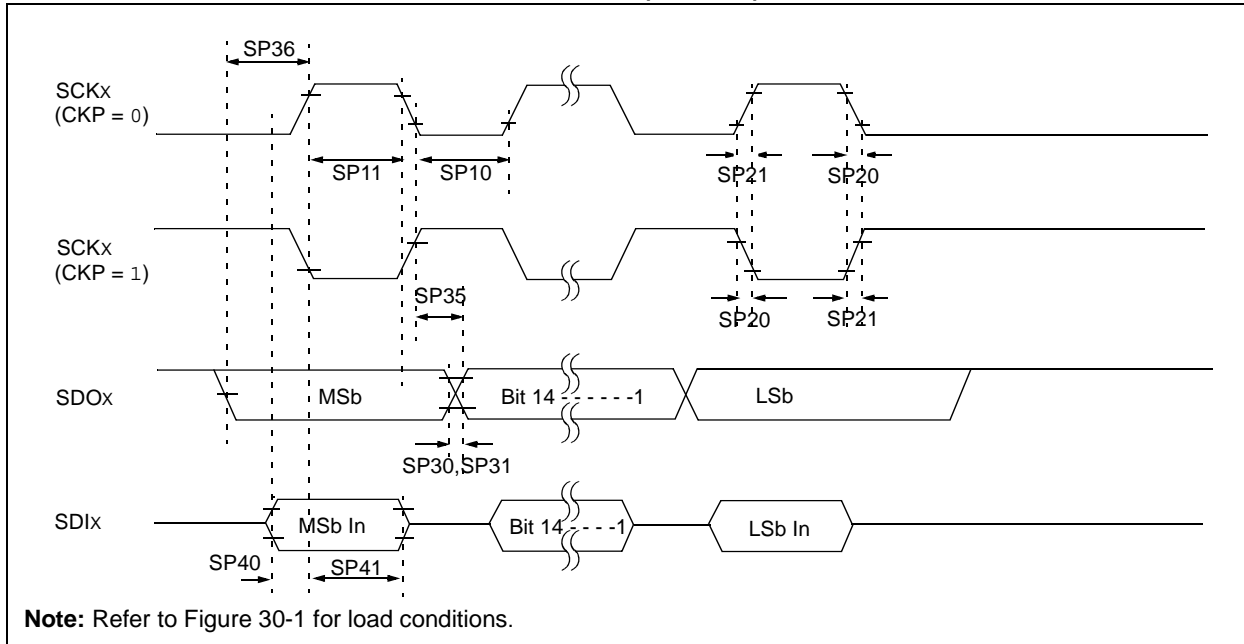 SP36
SCKx
(CKP = 0)
SP11
SP10
SP21
SP20
SCKx
(CKP = 1)
SP35
SP20
SP21
SDOx
MSb
Bit 14 - - - - - -1
LSb
SP30,SP31
SDIx
MSb In
Bit 14 - - - -1
LSb In
SP40
SP41
Note: Refer to Figure 30-1 for load conditions.